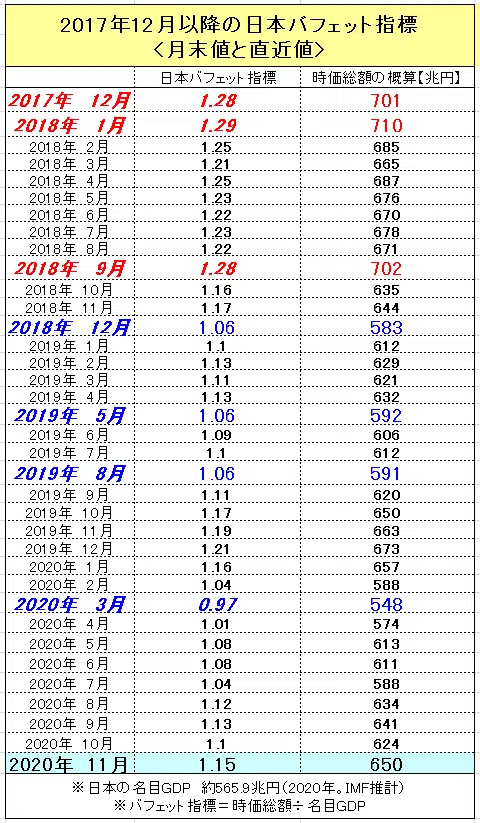 2017年12月以降の日本バフェット指標
<月末値と直近値>
日本バフェット指標 時価総額の概算【兆円】
2017年 12月 1.28 701
2018年 1月 1.29 710
2018年 2月 1.25 685
2018年 3月 1.21 665
2018年 4月 1.25 687
2018年 5月 1.23 676
2018年 6月 1.22 670
2018年 7月 1.23 678
2018年 8月 1.22 671
2018年 9月 1.28 702
2018年 10月 1.16 635
2018年 11月 1.17 644
2018年 12月 1.06 583
2019年 1月 1.1 612
2019年 2月 1.13 629
2019年 3月 1.11 621
2019年 4月 1.13 632
2019年 5月 1.06 592
2019年 6月 1.09 606
2019年 7月 1.1 612
2019年 8月 1.06 591
2019年 9月 1.11 620
2019年 10月 1.17 650
2019年 11月 1.19 663
2019年 12月 1.21 673
2020年 1月 1.16 657
2020年 2月 1.04 588
2020年 3月 0.97 548
2020年 4月 1.01 574
2020年 5月 1.08 613
2020年 6月 1.08 611
2020年 7月 1.04 588
2020年 8月 1.12 634
2020年 9月 1.13 641
2020年 10月 1.1 624
2020年 11月 1.15 650
※日本の名目GDP 約565.9兆円(2020年。IMF推計)
※バフェット指標=時価総額÷名目GDP